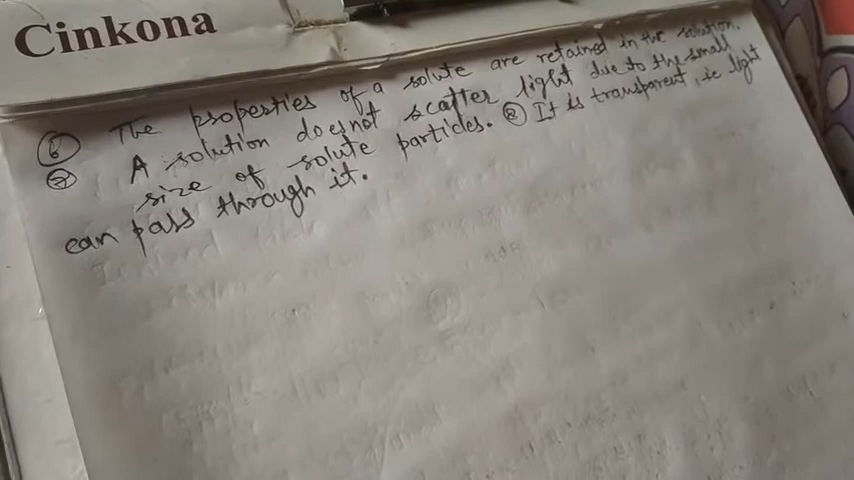 Cinkona
⑥ The properties of a solute are retained in the solution.
⑦ A solution does not scatter light due to the small
size of solute particles. ⑧ It is transparent, ie light
can pass through it.